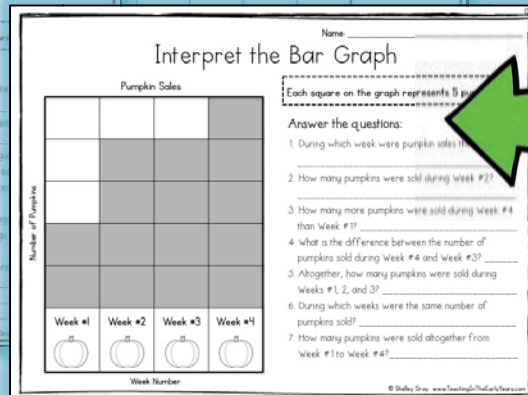 Name:
Interpret the Bar Graph
Pumpkin Sales
Each square on the graph represents 5
Number of Pumpkins
Week #1 Week #2 Week #3 Week #4
Week Number
Answer the questions:
1. During which week were pumpkin sales
2. How many pumpkins were sold during Week #2?
3. How many more pumpkins were sold during Week #4
than Week #1?
4. What is the difference between the number of
pumpkins sold during Week #4 and Week #3?
5. Altogether, how many pumpkins were sold during
Weeks #1, 2, and 3?
6. During which weeks were the same number of
pumpkins sold?
7. How many pumpkins were sold altogether from
Week #1 to Week #4?
© Shelley Gray www.TeachingInTheEarlyYears.com